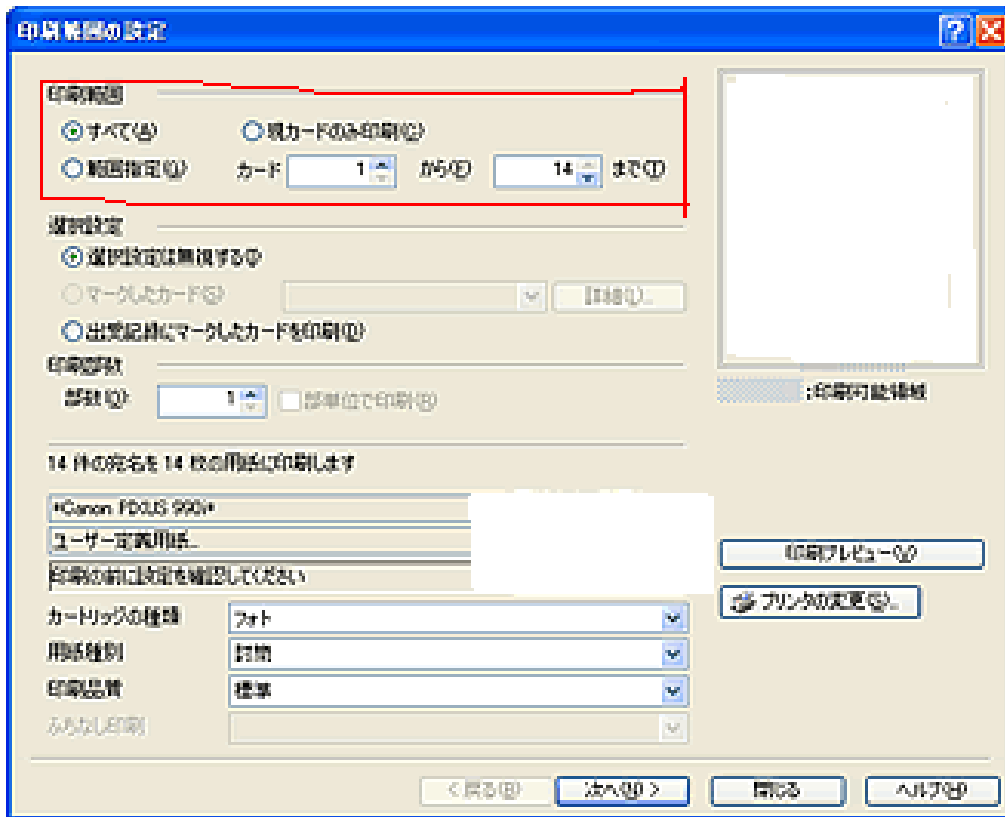 印刷範囲の設定
印刷範囲
すべて(A) 現カードのみ印刷(C)
範囲指定(G) カード 1 から(F) 14 まで(T)
選択設定
選択設定は無視する(I)
マークしたカード(S) 詳細(L)...
出受記録にマークしたカードを印刷(D)
印刷部数
部数(O): 1 部単位で印刷(R)
:印刷可能領域
14 件の宛名を 14 枚の用紙に印刷します
*Canon PIXUS 990i*
ユーザー定義用紙...
印刷の前に設定を確認してください
印刷プレビュー(V)
プリンタの変更(S)...
カートリッジの種類 フォト
用紙種別 封筒
印刷品質 標準
ふちなし印刷
< 戻る(B) 次へ(N) > 閉じる ヘルプ(H)